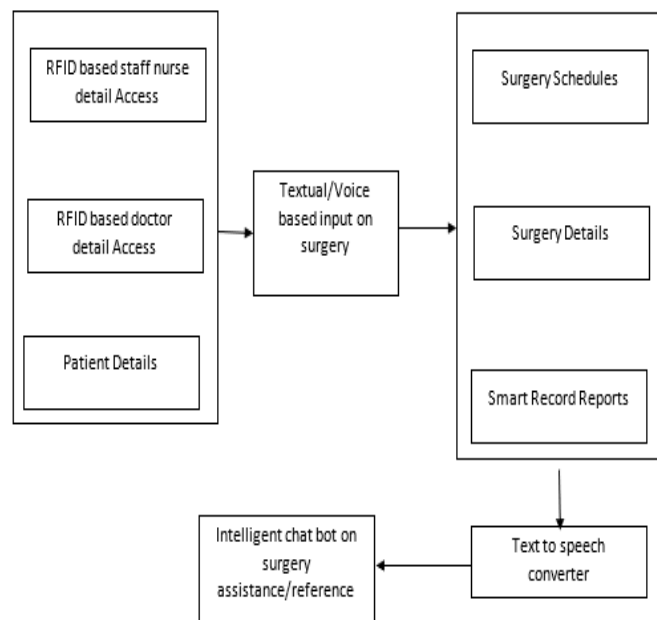 RFID based staff nurse
detail Access
RFID based doctor
detail Access
Patient Details
Textual/Voice
based input on
surgery
Surgery Schedules
Surgery Details
Smart Record Reports
Text to speech
converter
Intelligent chat bot on
surgery
assistance/reference